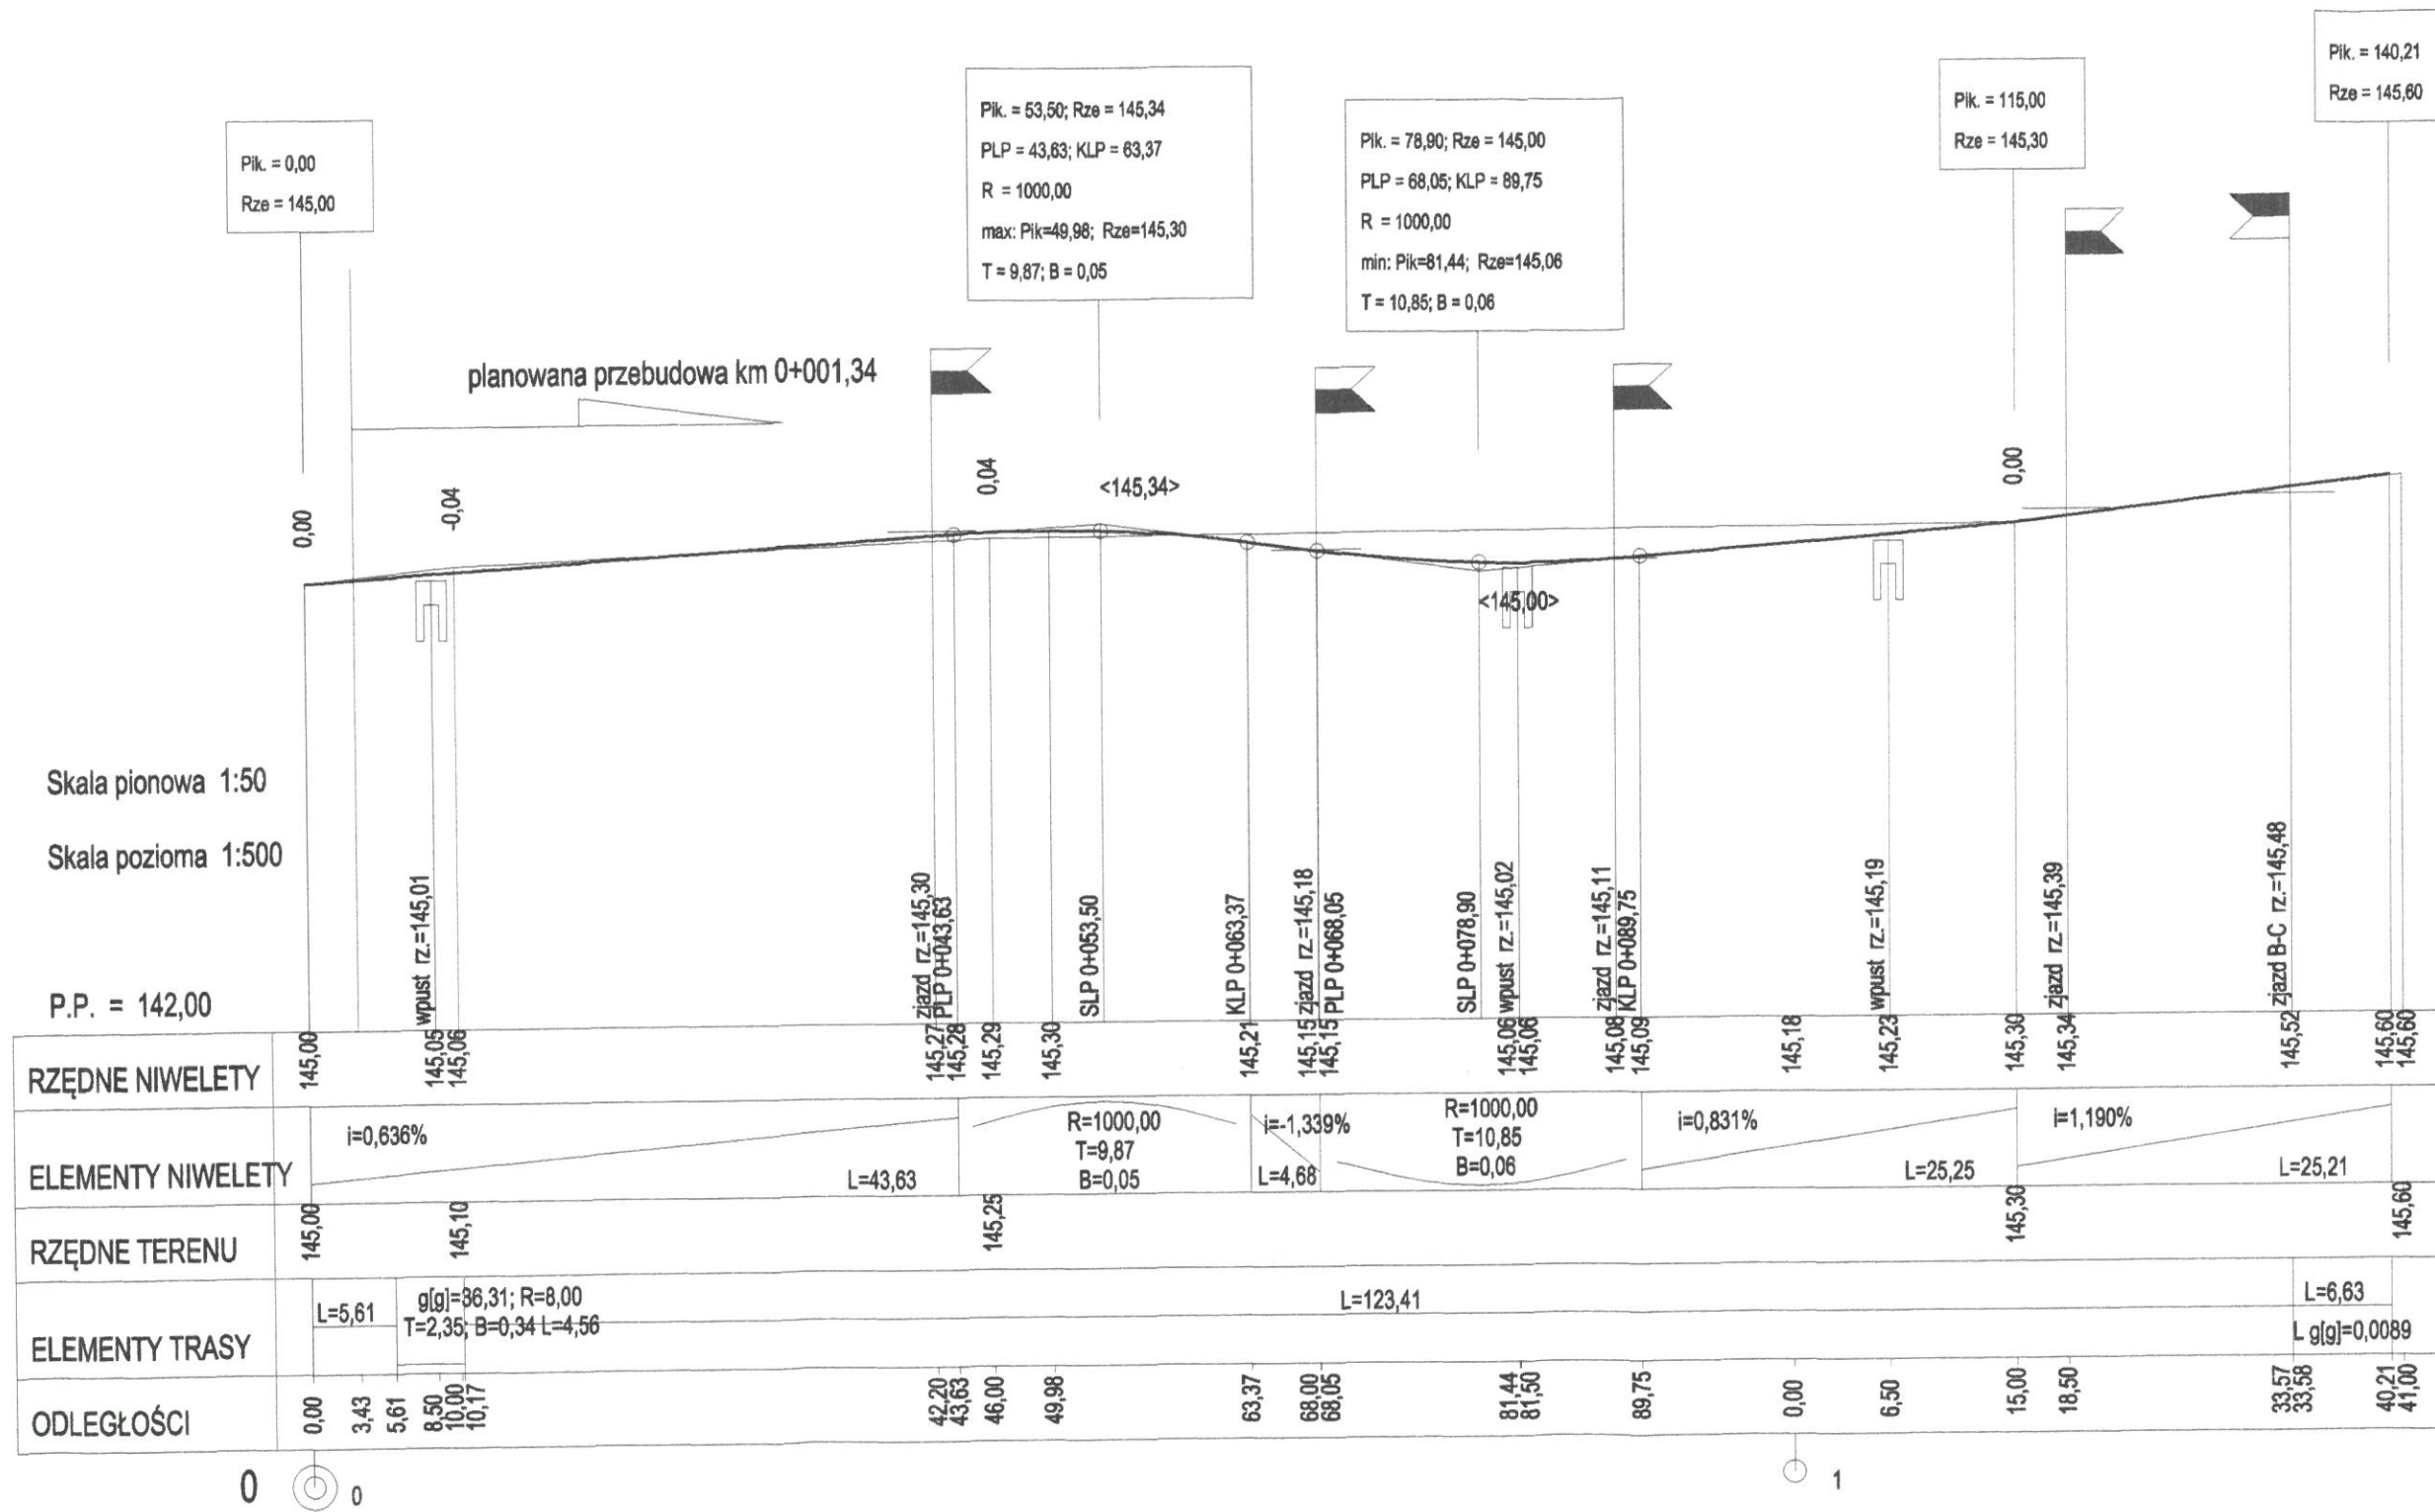 Pik. = 0,00
Rze = 145,00
Pik. = 53,50; Rze = 145,34
PLP = 43,63; KLP = 63,37
R = 1000,00
max: Pik=49,98; Rze=145,30
T = 9,87; B = 0,05
Pik. = 78,90; Rze = 145,00
PLP = 68,05; KLP = 89,75
R = 1000,00
min: Pik=81,44; Rze=145,06
T = 10,85; B = 0,06
Pik. = 115,00
Rze = 145,30
Pik. = 140,21
Rze = 145,60
planowana przebudowa km 0+001,34
0,00
-0,04
0,04
<145,34>
<145,00>
0,00
Skala pionowa 1:50
Skala pozioma 1:500
P.P. = 142,00
wpust rz.=145,01
zjazd rz.=145,30
PLP 0+043,63
SLP 0+053,50
KLP 0+063,37
zjazd rz.=145,18
PLP 0+068,05
SLP 0+078,90
wpust rz.=145,02
zjazd rz.=145,11
KLP 0+089,75
wpust rz.=145,19
zjazd rz.=145,39
zjazd B-C rz.=145,48
RZĘDNE NIWELETY
145,00
145,05
145,06
145,27
145,28
145,29
145,30
145,21
145,15
145,15
145,06
145,06
145,08
145,09
145,18
145,23
145,30
145,34
145,52
145,60
145,60
ELEMENTY NIWELETY
i=0,636%
L=43,63
R=1000,00
T=9,87
B=0,05
i=-1,339%
L=4,68
R=1000,00
T=10,85
B=0,06
i=0,831%
L=25,25
i=1,190%
L=25,21
RZĘDNE TERENU
145,00
145,10
145,25
145,30
145,60
ELEMENTY TRASY
L=5,61
g[g]=36,31; R=8,00
T=2,35; B=0,34 L=4,56
L=123,41
L=6,63
L g[g]=0,0089
ODLEGŁOŚCI
0,00
3,43
5,61
8,50
10,00
10,17
42,20
43,63
46,00
49,98
63,37
68,00
68,05
81,44
81,50
89,75
0,00
6,50
15,00
18,50
33,57
33,58
40,21
41,00
0
0
1